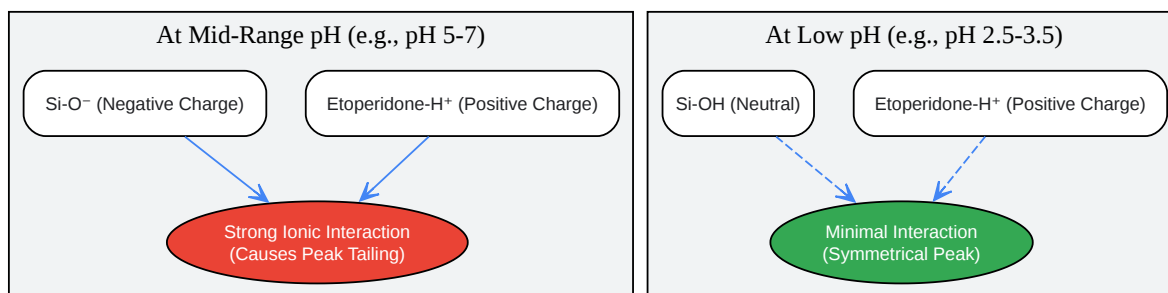 At Mid-Range pH (e.g., pH 5-7)
Si-O⁻ (Negative Charge)
Etoperidone-H⁺ (Positive Charge)
Strong Ionic Interaction
(Causes Peak Tailing)
At Low pH (e.g., pH 2.5-3.5)
Si-OH (Neutral)
Etoperidone-H⁺ (Positive Charge)
Minimal Interaction
(Symmetrical Peak)